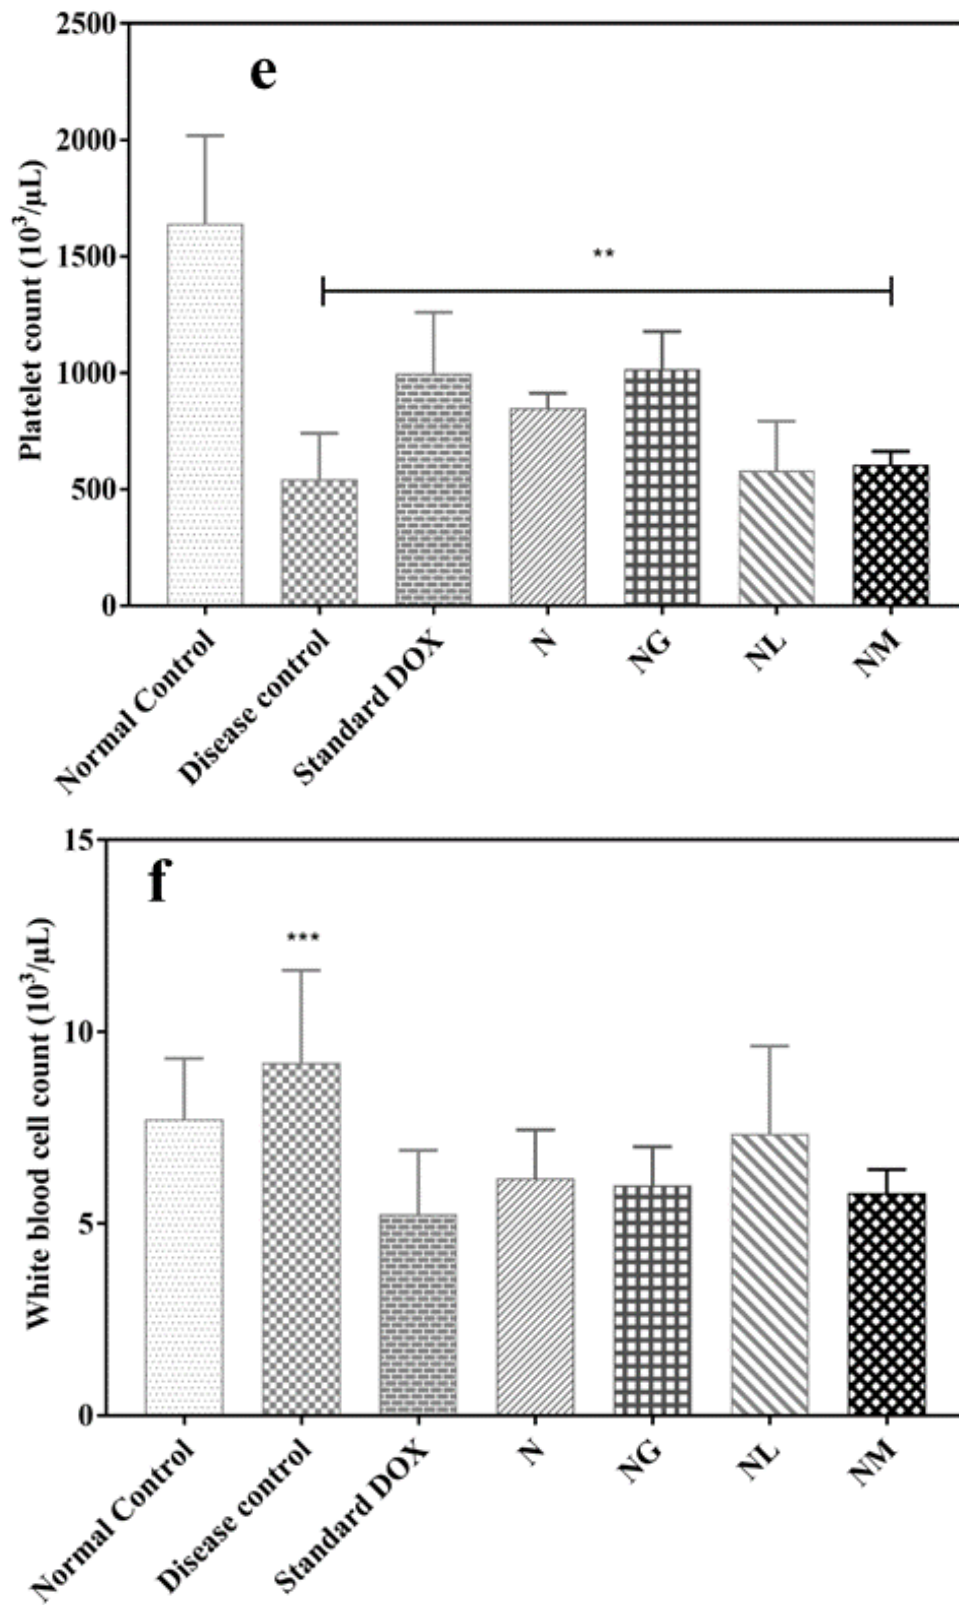 2500
e
2000
1500
**
1000
500
0
Platelet count (10³/µL)
Normal Control
Disease control
Standard DOX
N
NG
NL
NM
15
f
***
10
5
0
White blood cell count (10³/µL)
Normal Control
Disease control
Standard DOX
N
NG
NL
NM